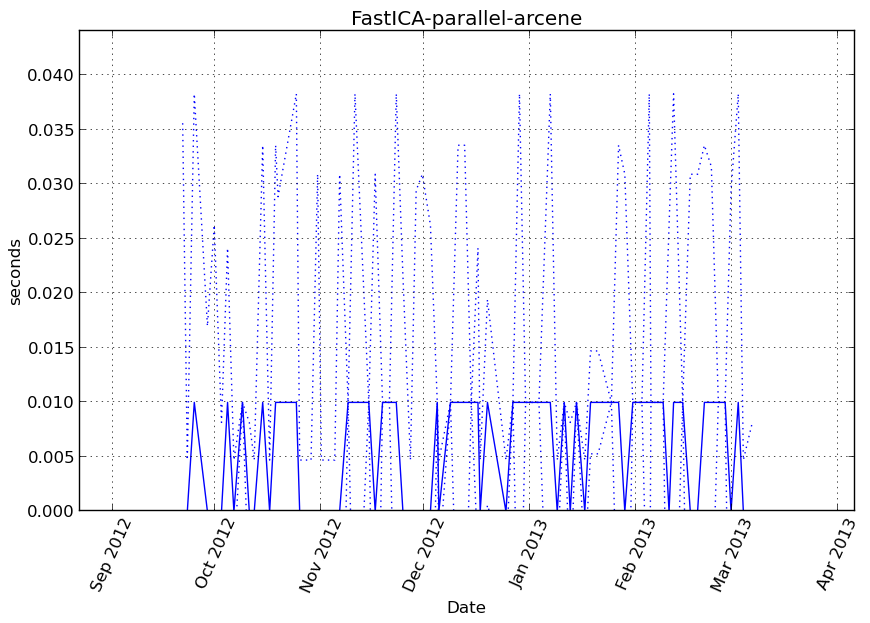 FastICA-parallel-arcene
0.040
0.035
0.030
0.025
0.020
0.015
0.010
0.005
0.000
seconds
Sep 2012
Oct 2012
Nov 2012
Dec 2012
Jan 2013
Feb 2013
Mar 2013
Apr 2013
Date